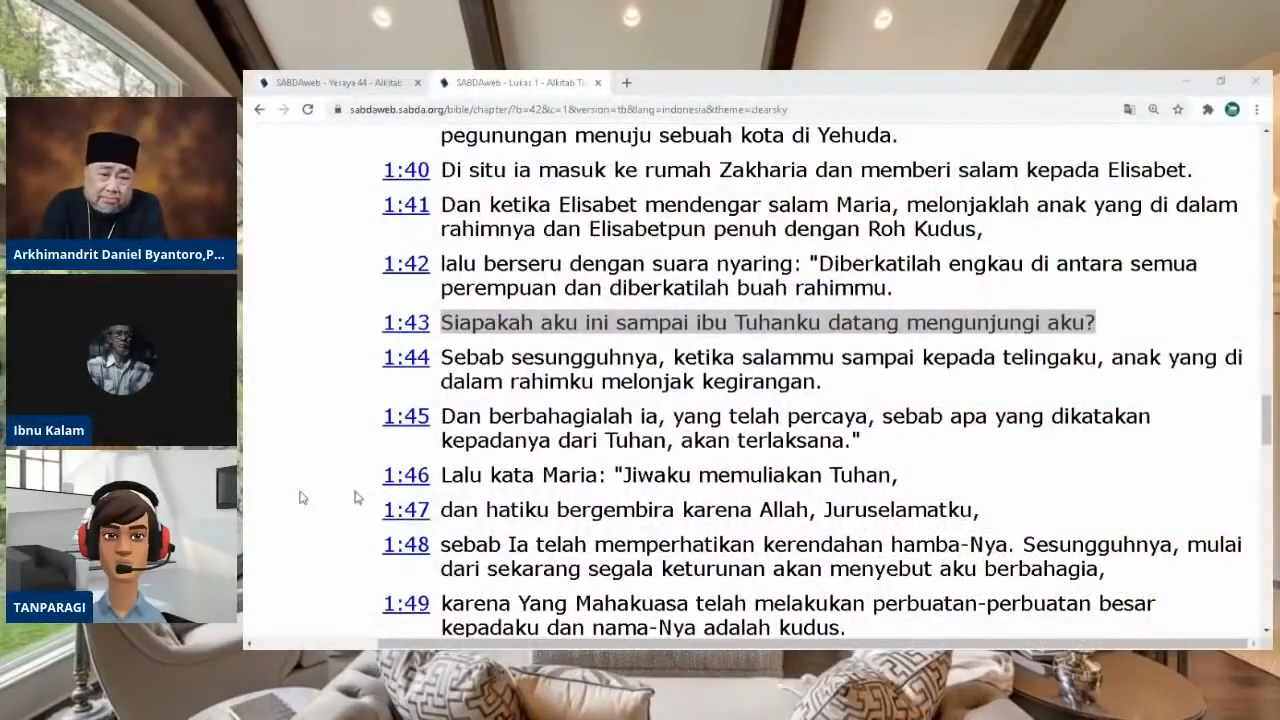 SABDAweb - Yesaya 44 - Alkitab
SABDAweb - Lukas 1 - Alkitab Te
sabdaweb.sabda.org/bible/chapter/?b=42&c=1&version=tb&lang=indonesia&theme=clearsky
Arkhimandrit Daniel Byantoro,P...
Ibnu Kalam
TANPARAGI
pegunungan menuju sebuah kota di Yehuda.
1:40 Di situ ia masuk ke rumah Zakharia dan memberi salam kepada Elisabet.
1:41 Dan ketika Elisabet mendengar salam Maria, melonjaklah anak yang di dalam
rahimnya dan Elisabetpun penuh dengan Roh Kudus,
1:42 lalu berseru dengan suara nyaring: "Diberkatilah engkau di antara semua
perempuan dan diberkatilah buah rahimmu.
1:43 Siapakah aku ini sampai ibu Tuhanku datang mengunjungi aku?
1:44 Sebab sesungguhnya, ketika salammu sampai kepada telingaku, anak yang di
dalam rahimku melonjak kegirangan.
1:45 Dan berbahagialah ia, yang telah percaya, sebab apa yang dikatakan
kepadanya dari Tuhan, akan terlaksana."
1:46 Lalu kata Maria: "Jiwaku memuliakan Tuhan,
1:47 dan hatiku bergembira karena Allah, Juruselamatku,
1:48 sebab Ia telah memperhatikan kerendahan hamba-Nya. Sesungguhnya, mulai
dari sekarang segala keturunan akan menyebut aku berbahagia,
1:49 karena Yang Mahakuasa telah melakukan perbuatan-perbuatan besar
kepadaku dan nama-Nya adalah kudus.